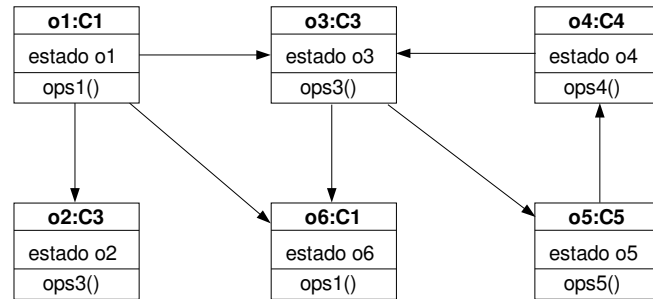 o1:C1
estado o1
ops1()
o3:C3
estado o3
ops3()
o4:C4
estado o4
ops4()
o2:C3
estado o2
ops3()
o6:C1
estado o6
ops1()
o5:C5
estado o5
ops5()